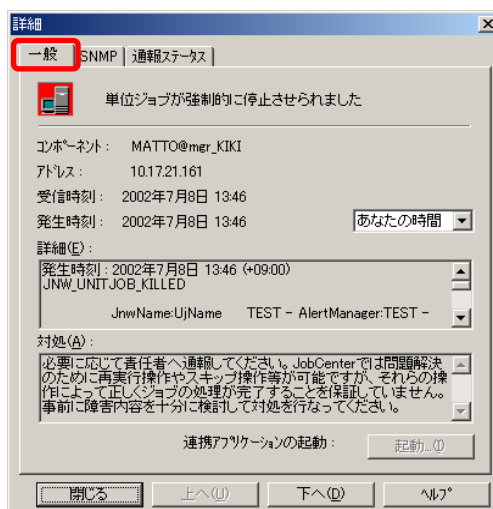 詳細
一般 SNMP 通報ステータス
単位ジョブが強制的に停止させられました
コンポーネント： MATTO@mgr_KIKI
アドレス： 10.17.21.161
受信時刻： 2002年7月8日 13:46
発生時刻： 2002年7月8日 13:46 あなたの時間
詳細(E)：
発生時刻：2002年7月8日 13:46 (+09:00)
JNW_UNITJOB_KILLED
JnwName:UjName TEST - AlertManager:TEST -
対処(A)：
必要に応じて責任者へ通報してください。JobCenterでは問題解決
のために再実行操作やスキップ操作等が可能ですが、それらの操
作によって正しくジョブの処理が完了することを保証していません。
事前に障害内容を十分に検討して対処を行なってください。
連携アプリケーションの起動： 起動...(I)
閉じる 上へ(U) 下へ(D) ヘルプ